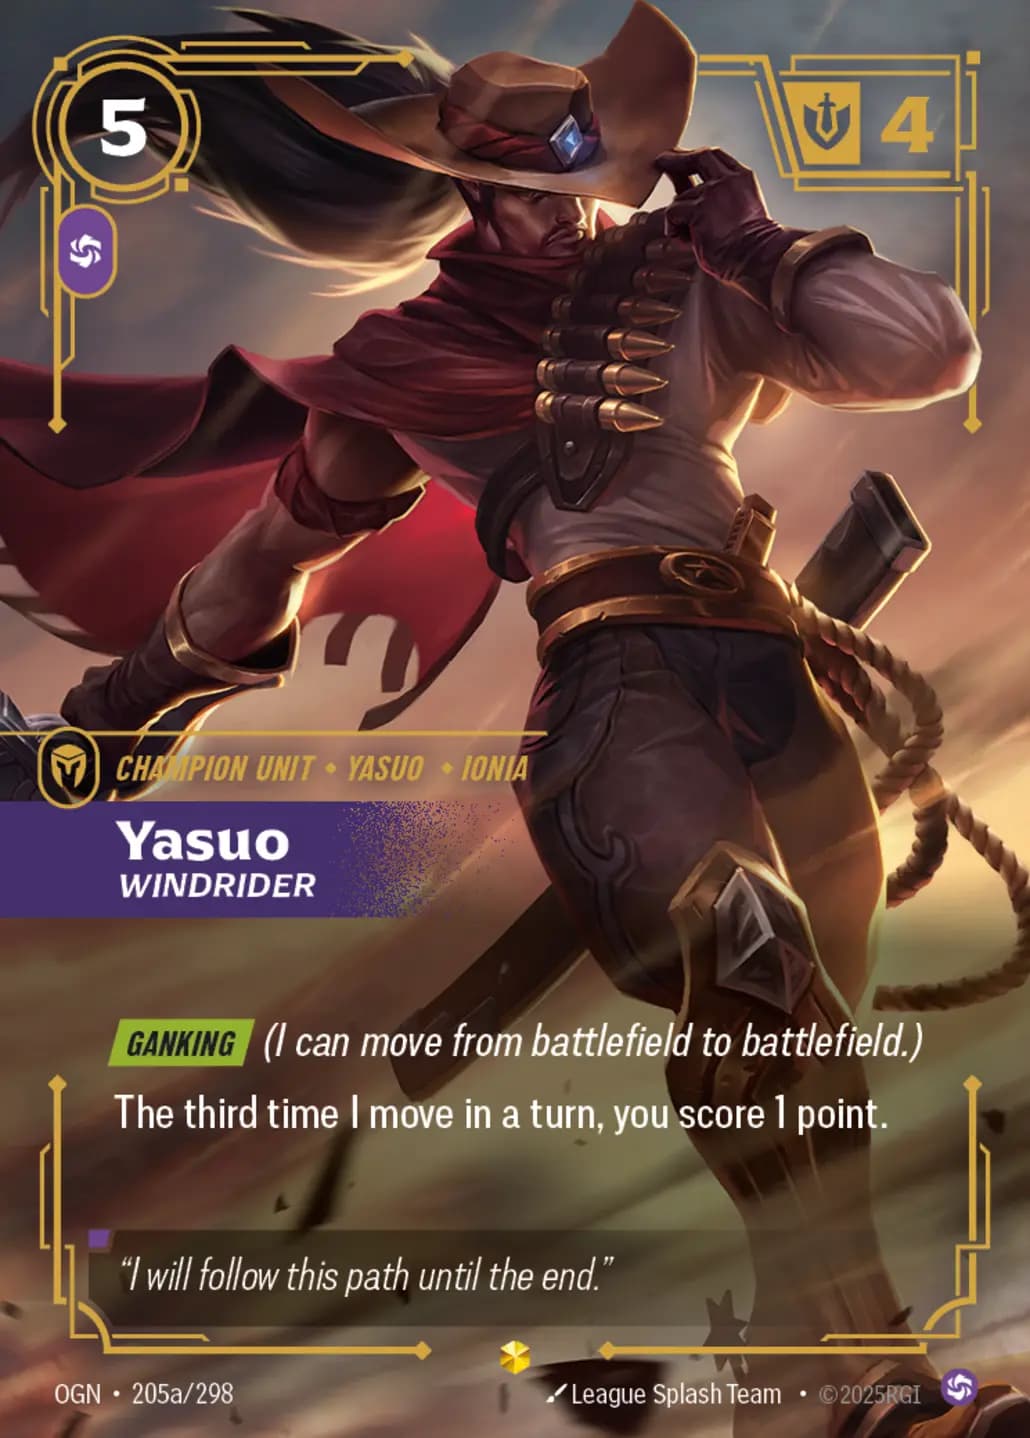 5
4
CHAMPION UNIT • YASUO • IONIA
Yasuo
WINDRIDER
GANKING (I can move from battlefield to battlefield.)
The third time I move in a turn, you score 1 point.
“I will follow this path until the end.”
OGN • 205a/298
League Splash Team • ©2025RGI